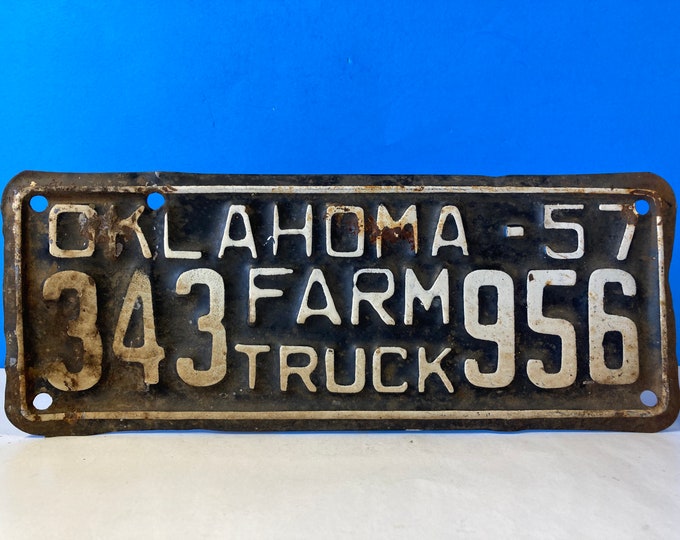 OKLAHOMA - 57
343 FARM TRUCK 956